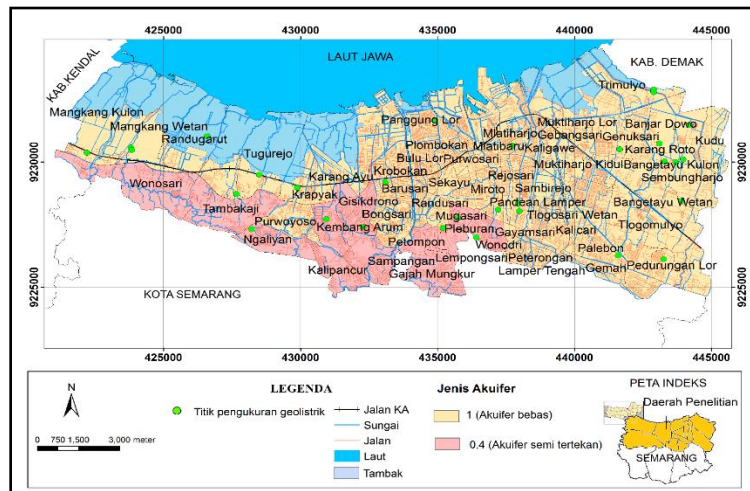 425000 430000 435000 440000 445000
LAUT JAWA
KAB. DEMAK
KAB. KENDAL
Trimulyo
Mangkang Kulon
Mangkang Wetan
Randugarut
Panggung Lor
Muktiharjo Lor
Banjar Dowo
Mlatiharjo
Gebangsari
Genuksari
Kudu
9230000
Plombokan
Mlatibaru
Kaligawe
Karang Roto
9230000
Tugurejo
Bulu Lor
Purwosari
Muktiharjo Kidul
Bangetayu Kulon
Wonosari
Karang Ayu
Krobokan
Rejosari
Sembungharjo
Krapyak
Barusari
Sekayu
Miroto
Sambirejo
Tambakaji
Gisikdrono
Randusari
Pandean Lamper
Bangetayu Wetan
Purwoyoso
Bongsari
Mugasari
Tlogosari Wetan
Ngaliyan
Kembang Arum
Pleburan
Gayamsari
Kalicari
Tlogomulyo
Petompon
Wonodri
Palebon
Kalipancur
Sampangan
Lempongsari
Peterongan
Gemah
Pedurungan Lor
Gajah Mungkur
Lamper Tengah
9225000
KOTA SEMARANG
9225000
425000 430000 435000 440000 445000
N
0 750 1,500 3,000 meter
LEGENDA
Titik pengukuran geolistrik
Jalan KA
Sungai
Jalan
Laut
Tambak
Jenis Akuifer
1 (Akuifer bebas)
0.4 (Akuifer semi tertekan)
PETA INDEKS
Daerah Penelitian
SEMARANG